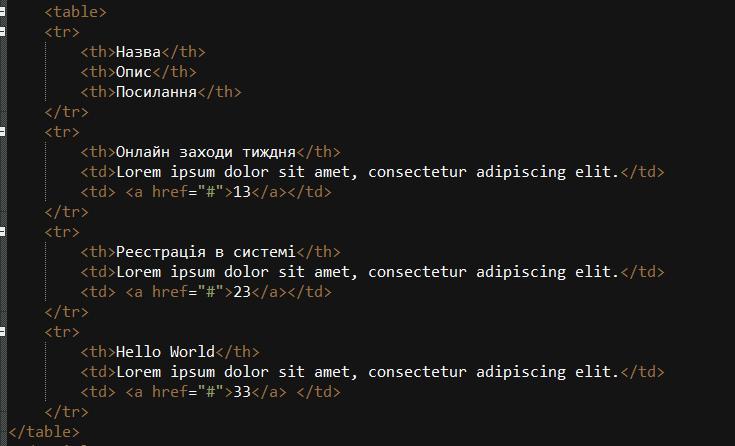 <table>
<tr>
<th>Назва</th>
<th>Опис</th>
<th>Посилання</th>
</tr>
<tr>
<th>Онлайн заходи тиждня</th>
<td>Lorem ipsum dolor sit amet, consectetur adipiscing elit.</td>
<td> <a href="#">13</a></td>
</tr>
<tr>
<th>Реєстрація в системі</th>
<td>Lorem ipsum dolor sit amet, consectetur adipiscing elit.</td>
<td> <a href="#">23</a></td>
</tr>
<tr>
<th>Hello World</th>
<td>Lorem ipsum dolor sit amet, consectetur adipiscing elit.</td>
<td> <a href="#">33</a> </td>
</tr>
</table>